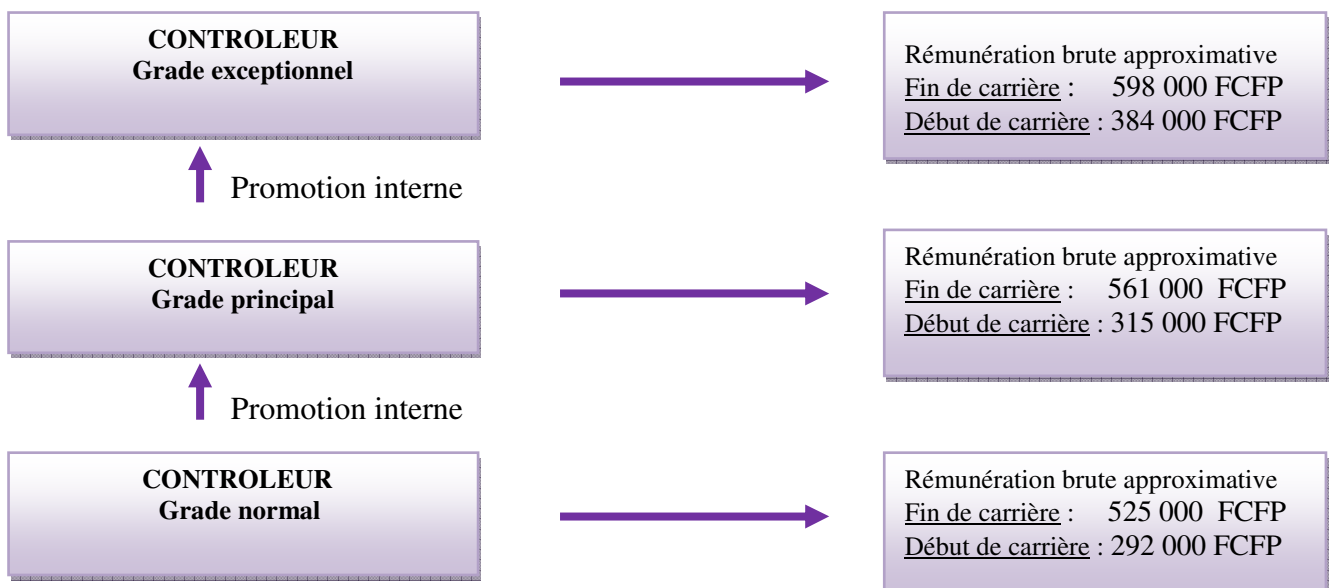 CONTROLEUR
Grade exceptionnel
Rémunération brute approximative
Fin de carrière : 598 000 FCFP
Début de carrière : 384 000 FCFP
Promotion interne
CONTROLEUR
Grade principal
Rémunération brute approximative
Fin de carrière : 561 000 FCFP
Début de carrière : 315 000 FCFP
Promotion interne
CONTROLEUR
Grade normal
Rémunération brute approximative
Fin de carrière : 525 000 FCFP
Début de carrière : 292 000 FCFP